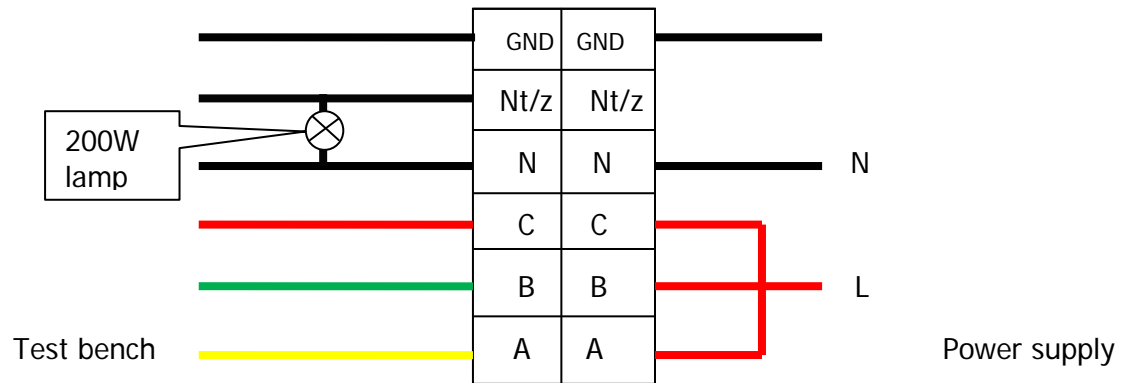 GND GND
Nt/z Nt/z
200W
lamp
N N N
C C
B B L
Test bench A A Power supply